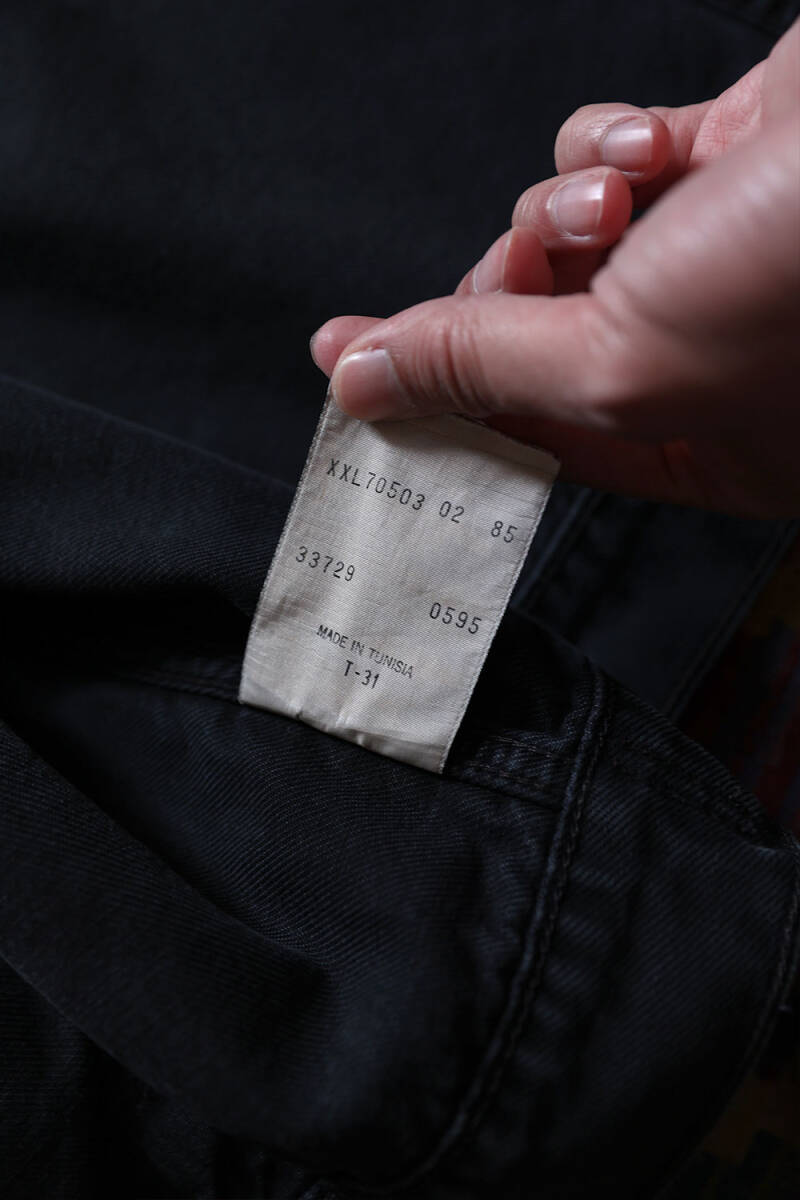 XXL70503 02 85
33729 0595
MADE IN TUNISIA
T-31